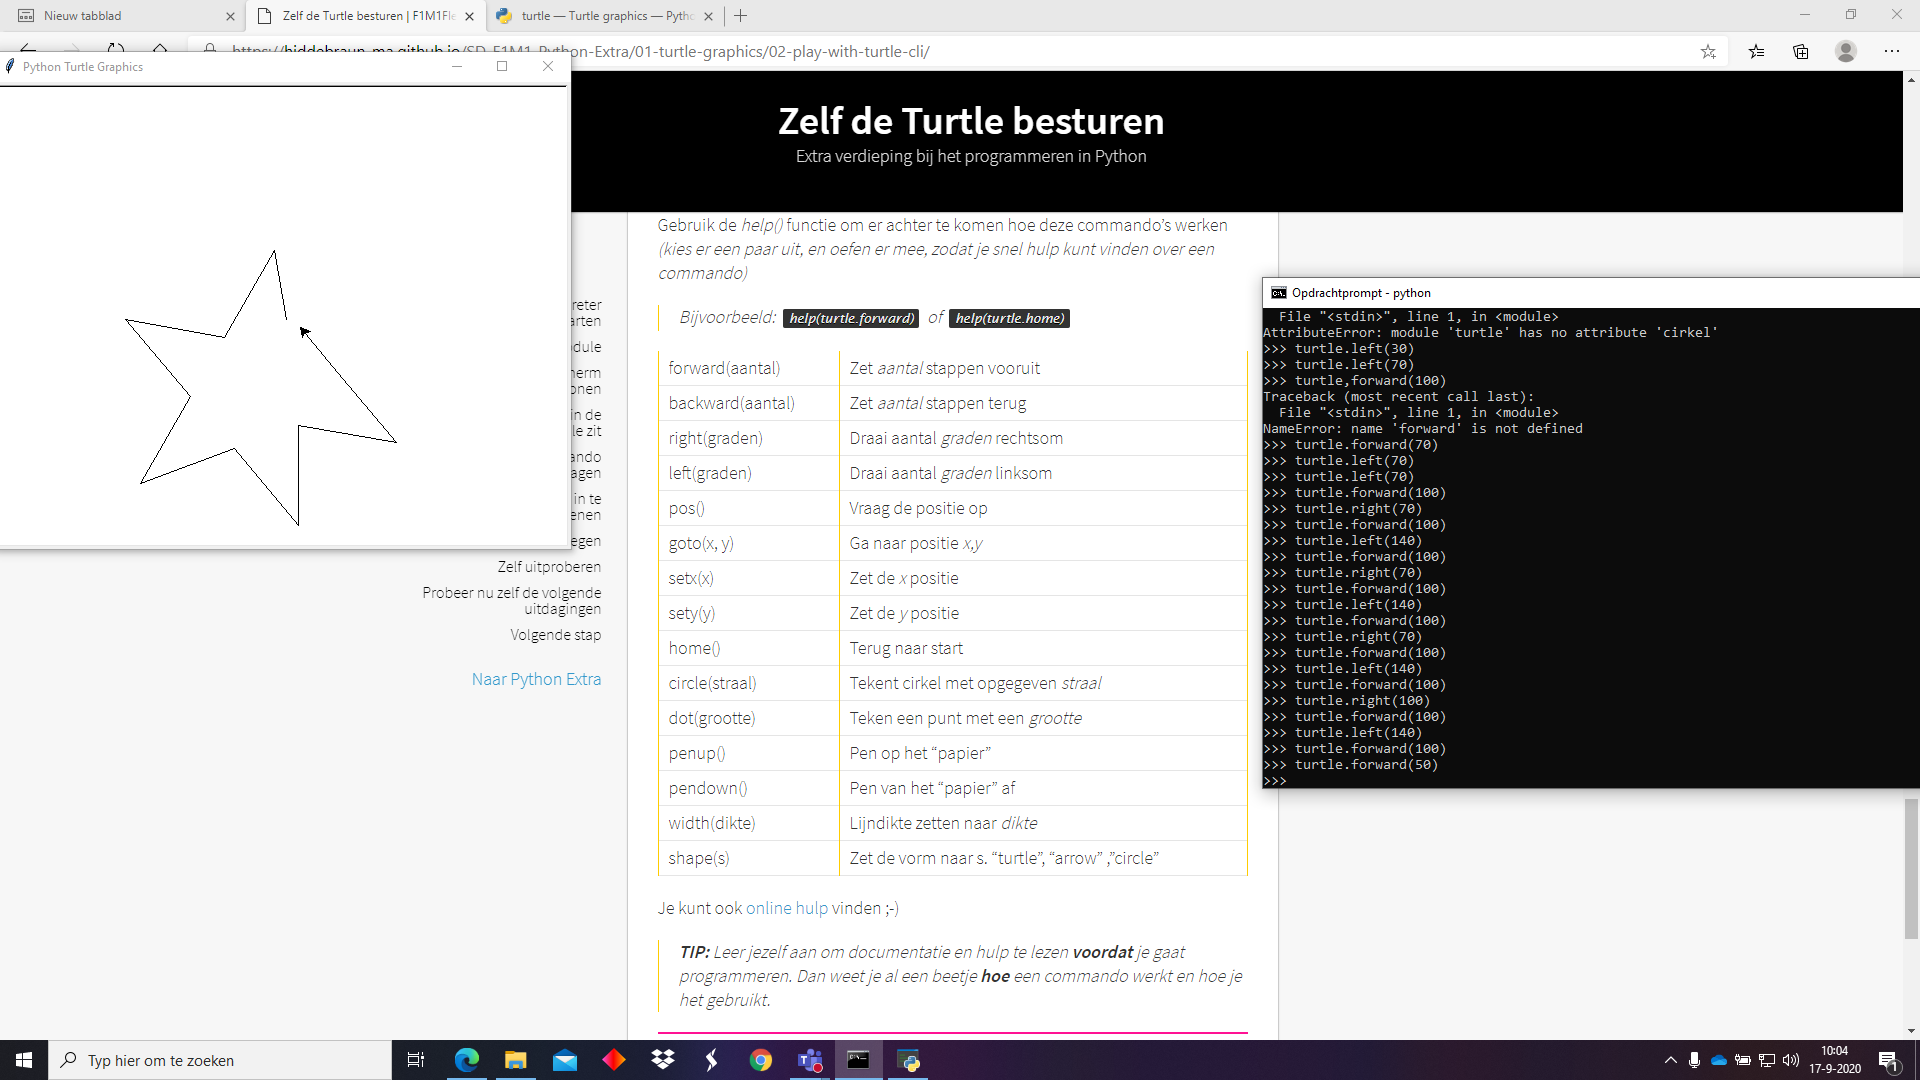 Nieuw tabblad
Zelf de Turtle besturen | F1M1Fle
turtle — Turtle graphics — Pytho
https://hiddebraun-ma.github.io/SD-F1M1-Python-Extra/01-turtle-graphics/02-play-with-turtle-cli/
Python Turtle Graphics
Zelf de Turtle besturen
Extra verdieping bij het programmeren in Python
reter
arten
dule
herm
onen
in de
le zit
ando
agen
in te
enen
egen
Zelf uitproberen
Probeer nu zelf de volgende
uitdagingen
Volgende stap
Naar Python Extra
Gebruik de help() functie om er achter te komen hoe deze commando’s werken
(kies er een paar uit, en oefen er mee, zodat je snel hulp kunt vinden over een
commando)
Bijvoorbeeld: help(turtle.forward) of help(turtle.home)
forward(aantal) Zet aantal stappen vooruit
backward(aantal) Zet aantal stappen terug
right(graden) Draai aantal graden rechtsom
left(graden) Draai aantal graden linksom
pos() Vraag de positie op
goto(x, y) Ga naar positie x,y
setx(x) Zet de x positie
sety(y) Zet de y positie
home() Terug naar start
circle(straal) Tekent cirkel met opgegeven straal
dot(grootte) Teken een punt met een grootte
penup() Pen op het “papier”
pendown() Pen van het “papier” af
width(dikte) Lijndikte zetten naar dikte
shape(s) Zet de vorm naar s. “turtle”, “arrow” ,”circle”
Je kunt ook online hulp vinden ;-)
TIP: Leer jezelf aan om documentatie en hulp te lezen voordat je gaat
programmeren. Dan weet je al een beetje hoe een commando werkt en hoe je
het gebruikt.
Opdrachtprompt - python
File "<stdin>", line 1, in <module>
AttributeError: module 'turtle' has no attribute 'cirkel'
>>> turtle.left(30)
>>> turtle.left(70)
>>> turtle,forward(100)
Traceback (most recent call last):
File "<stdin>", line 1, in <module>
NameError: name 'forward' is not defined
>>> turtle.forward(70)
>>> turtle.left(70)
>>> turtle.left(70)
>>> turtle.forward(100)
>>> turtle.right(70)
>>> turtle.forward(100)
>>> turtle.left(140)
>>> turtle.forward(100)
>>> turtle.right(70)
>>> turtle.forward(100)
>>> turtle.left(140)
>>> turtle.forward(100)
>>> turtle.right(70)
>>> turtle.forward(100)
>>> turtle.left(140)
>>> turtle.forward(100)
>>> turtle.right(100)
>>> turtle.forward(100)
>>> turtle.left(140)
>>> turtle.forward(100)
>>> turtle.forward(50)
>>>
Typ hier om te zoeken
10:04
17-9-2020
1